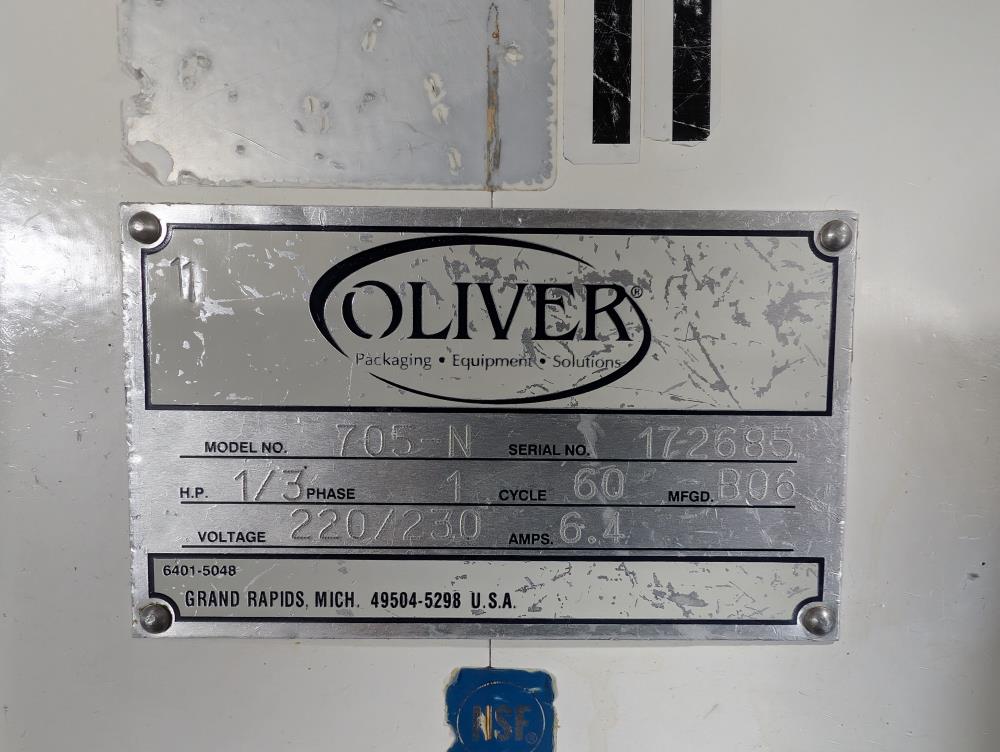 11
OLIVER®
Packaging • Equipment • Solutions
MODEL NO. 705-N SERIAL NO. 172685
H.P. 1/3 PHASE 1 CYCLE 60 MFGD. B06
VOLTAGE 220/230 AMPS. 6.4
6401-5048
GRAND RAPIDS, MICH. 49504-5298 U.S.A.
NSF®